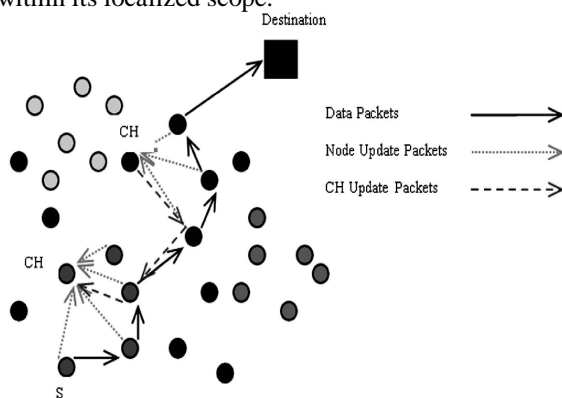 within its localized scope.
Destination
Data Packets
CH
Node Update Packets
CH Update Packets
CH
S